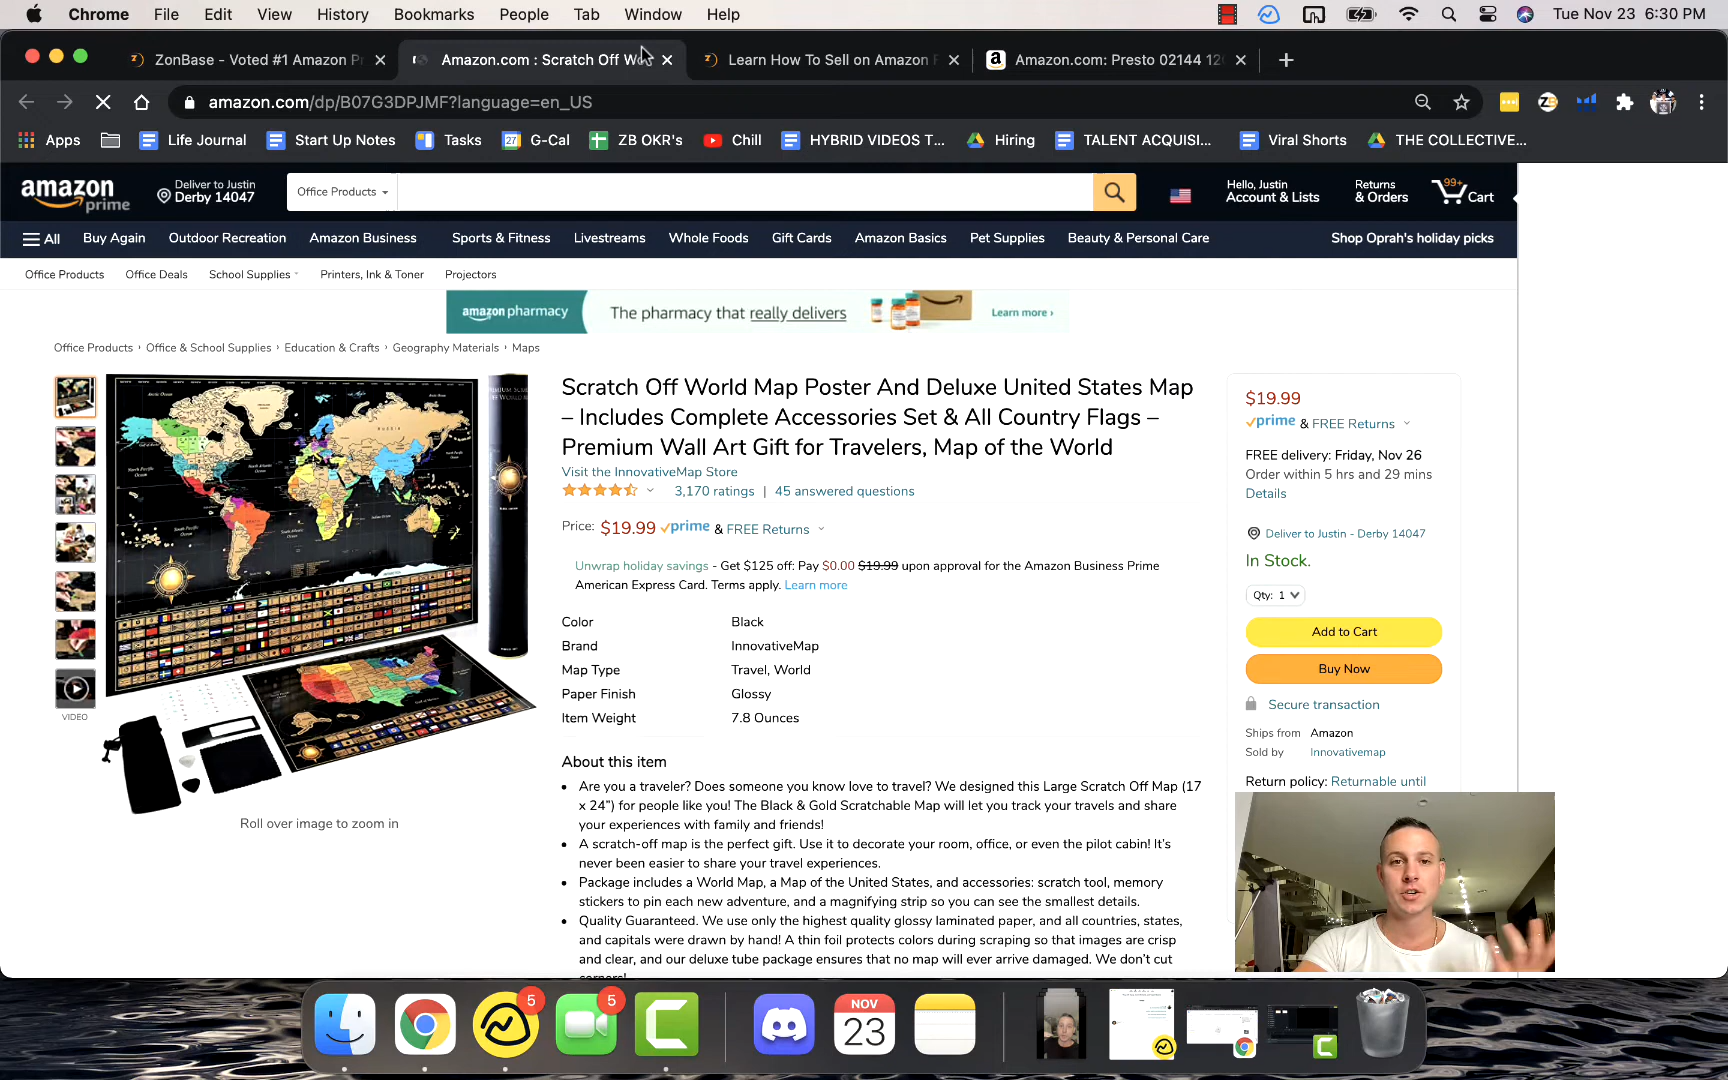 Chrome File Edit View History Bookmarks People Tab Window Help Tue Nov 23 6:30 PM
ZonBase - Voted #1 Amazon Pr Amazon.com : Scratch Off Wo Learn How To Sell on Amazon F Amazon.com: Presto 02144 120
amazon.com/dp/B07G3DPJMF?language=en_US
Apps Life Journal Start Up Notes Tasks G-Cal ZB OKR's Chill HYBRID VIDEOS T... Hiring TALENT ACQUISI... Viral Shorts THE COLLECTIVE...
amazon prime Deliver to Justin Derby 14047 Office Products Hello, Justin Account & Lists Returns & Orders 99+ Cart
All Buy Again Outdoor Recreation Amazon Business Sports & Fitness Livestreams Whole Foods Gift Cards Amazon Basics Pet Supplies Beauty & Personal Care Shop Oprah's holiday picks
Office Products Office Deals School Supplies Printers, Ink & Toner Projectors
amazon pharmacy The pharmacy that really delivers Learn more ›
Office Products › Office & School Supplies › Education & Crafts › Geography Materials › Maps
Scratch Off World Map Poster And Deluxe United States Map
– Includes Complete Accessories Set & All Country Flags –
Premium Wall Art Gift for Travelers, Map of the World
Visit the InnovativeMap Store
3,170 ratings | 45 answered questions
Price: $19.99 prime & FREE Returns
Unwrap holiday savings - Get $125 off: Pay $0.00 $19.99 upon approval for the Amazon Business Prime
American Express Card. Terms apply. Learn more
Color Black
Brand InnovativeMap
Map Type Travel, World
Paper Finish Glossy
Item Weight 7.8 Ounces
About this item
• Are you a traveler? Does someone you know love to travel? We designed this Large Scratch Off Map (17
x 24”) for people like you! The Black & Gold Scratchable Map will let you track your travels and share
your experiences with family and friends!
• A scratch-off map is the perfect gift. Use it to decorate your room, office, or even the pilot cabin! It’s
never been easier to share your travel experiences.
• Package includes a World Map, a Map of the United States, and accessories: scratch tool, memory
stickers to pin each new adventure, and a magnifying strip so you can see the smallest details.
• Quality Guaranteed. We use only the highest quality glossy laminated paper, and all countries, states,
and capitals were drawn by hand! A thin foil protects colors during scraping so that images are crisp
and clear, and our deluxe tube package ensures that no map will ever arrive damaged. We don’t cut
corners!
VIDEO
Roll over image to zoom in
$19.99
prime & FREE Returns
FREE delivery: Friday, Nov 26
Order within 5 hrs and 29 mins
Details
Deliver to Justin - Derby 14047
In Stock.
Qty: 1
Add to Cart
Buy Now
Secure transaction
Ships from Amazon
Sold by Innovativemap
Return policy: Returnable until
RUSSIA
5 5 NOV 23